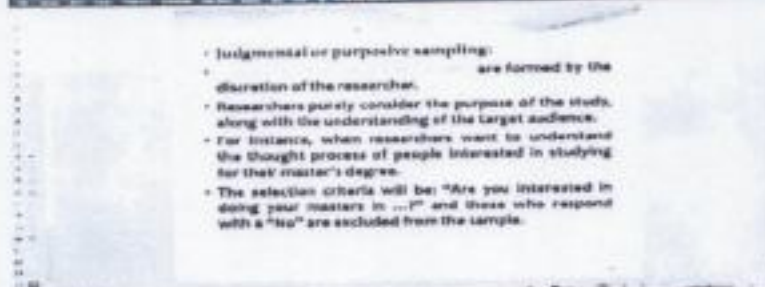 • Judgmental or purposive sampling:
• are formed by the
discretion of the researcher.
• Researchers purely consider the purpose of the study,
along with the understanding of the target audience.
• For instance, when researchers want to understand
the thought process of people interested in studying
for their master's degree.
• The selection criteria will be: "Are you interested in
doing your masters in ...?" and those who respond
with a "No" are excluded from the sample.